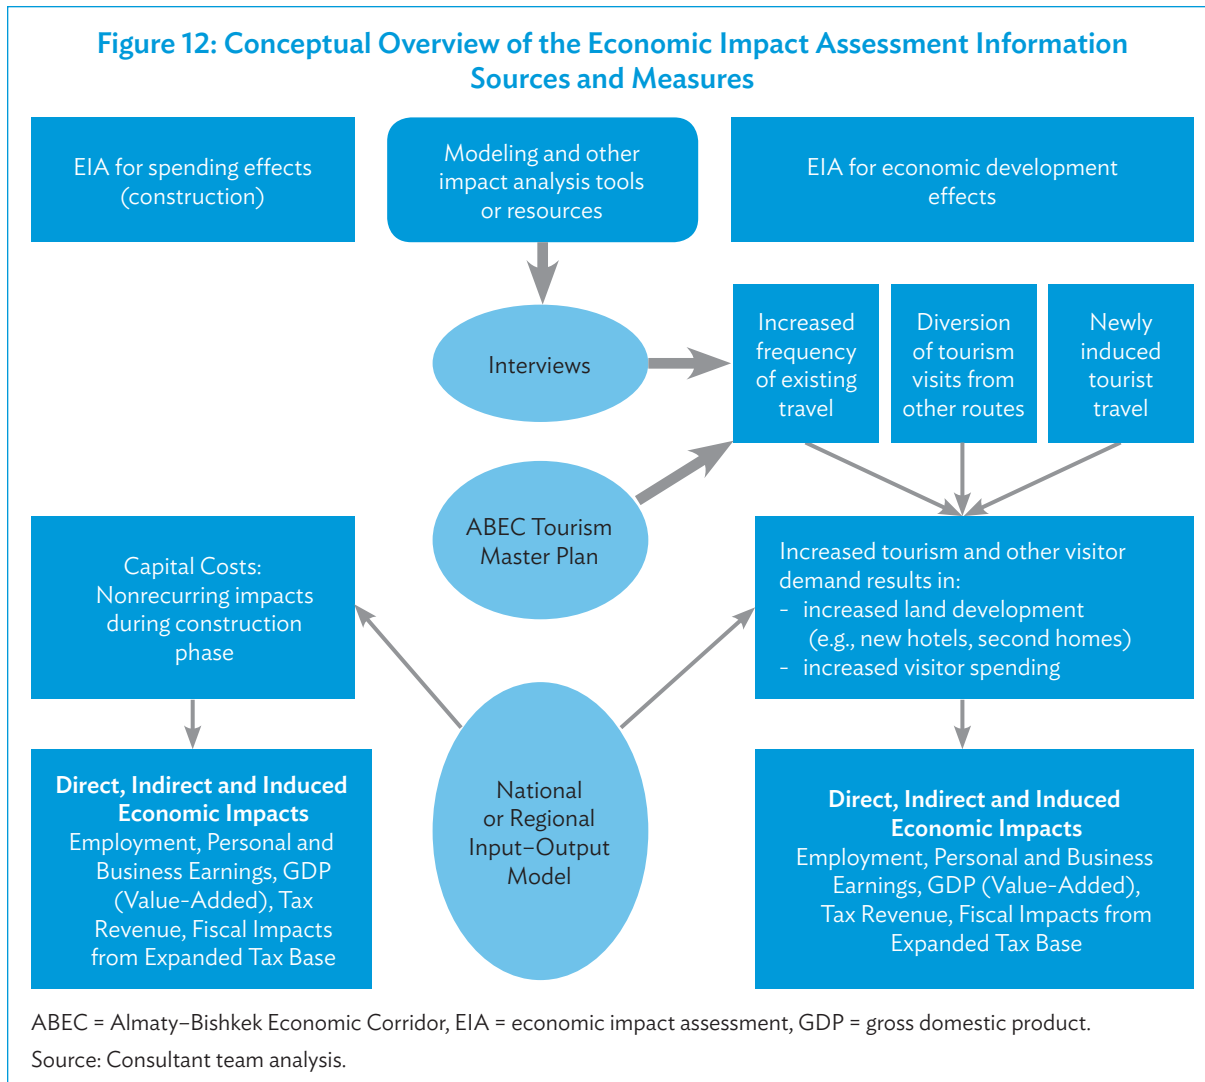 Figure 12: Conceptual Overview of the Economic Impact Assessment Information
Sources and Measures
EIA for spending effects
(construction)
Modeling and other
impact analysis tools
or resources
EIA for economic development
effects
Interviews
Increased
frequency
of existing
travel
Diversion
of tourism
visits from
other routes
Newly
induced
tourist
travel
ABEC Tourism
Master Plan
Capital Costs:
Nonrecurring impacts
during construction
phase
Increased tourism and other visitor
demand results in:
- increased land development
(e.g., new hotels, second homes)
- increased visitor spending
Direct, Indirect and Induced
Economic Impacts
Employment, Personal and
Business Earnings, GDP
(Value-Added), Tax
Revenue, Fiscal Impacts
from Expanded Tax Base
National
or Regional
Input–Output
Model
Direct, Indirect and Induced
Economic Impacts
Employment, Personal and Business
Earnings, GDP (Value-Added),
Tax Revenue, Fiscal Impacts from
Expanded Tax Base
ABEC = Almaty–Bishkek Economic Corridor, EIA = economic impact assessment, GDP = gross domestic product.
Source: Consultant team analysis.